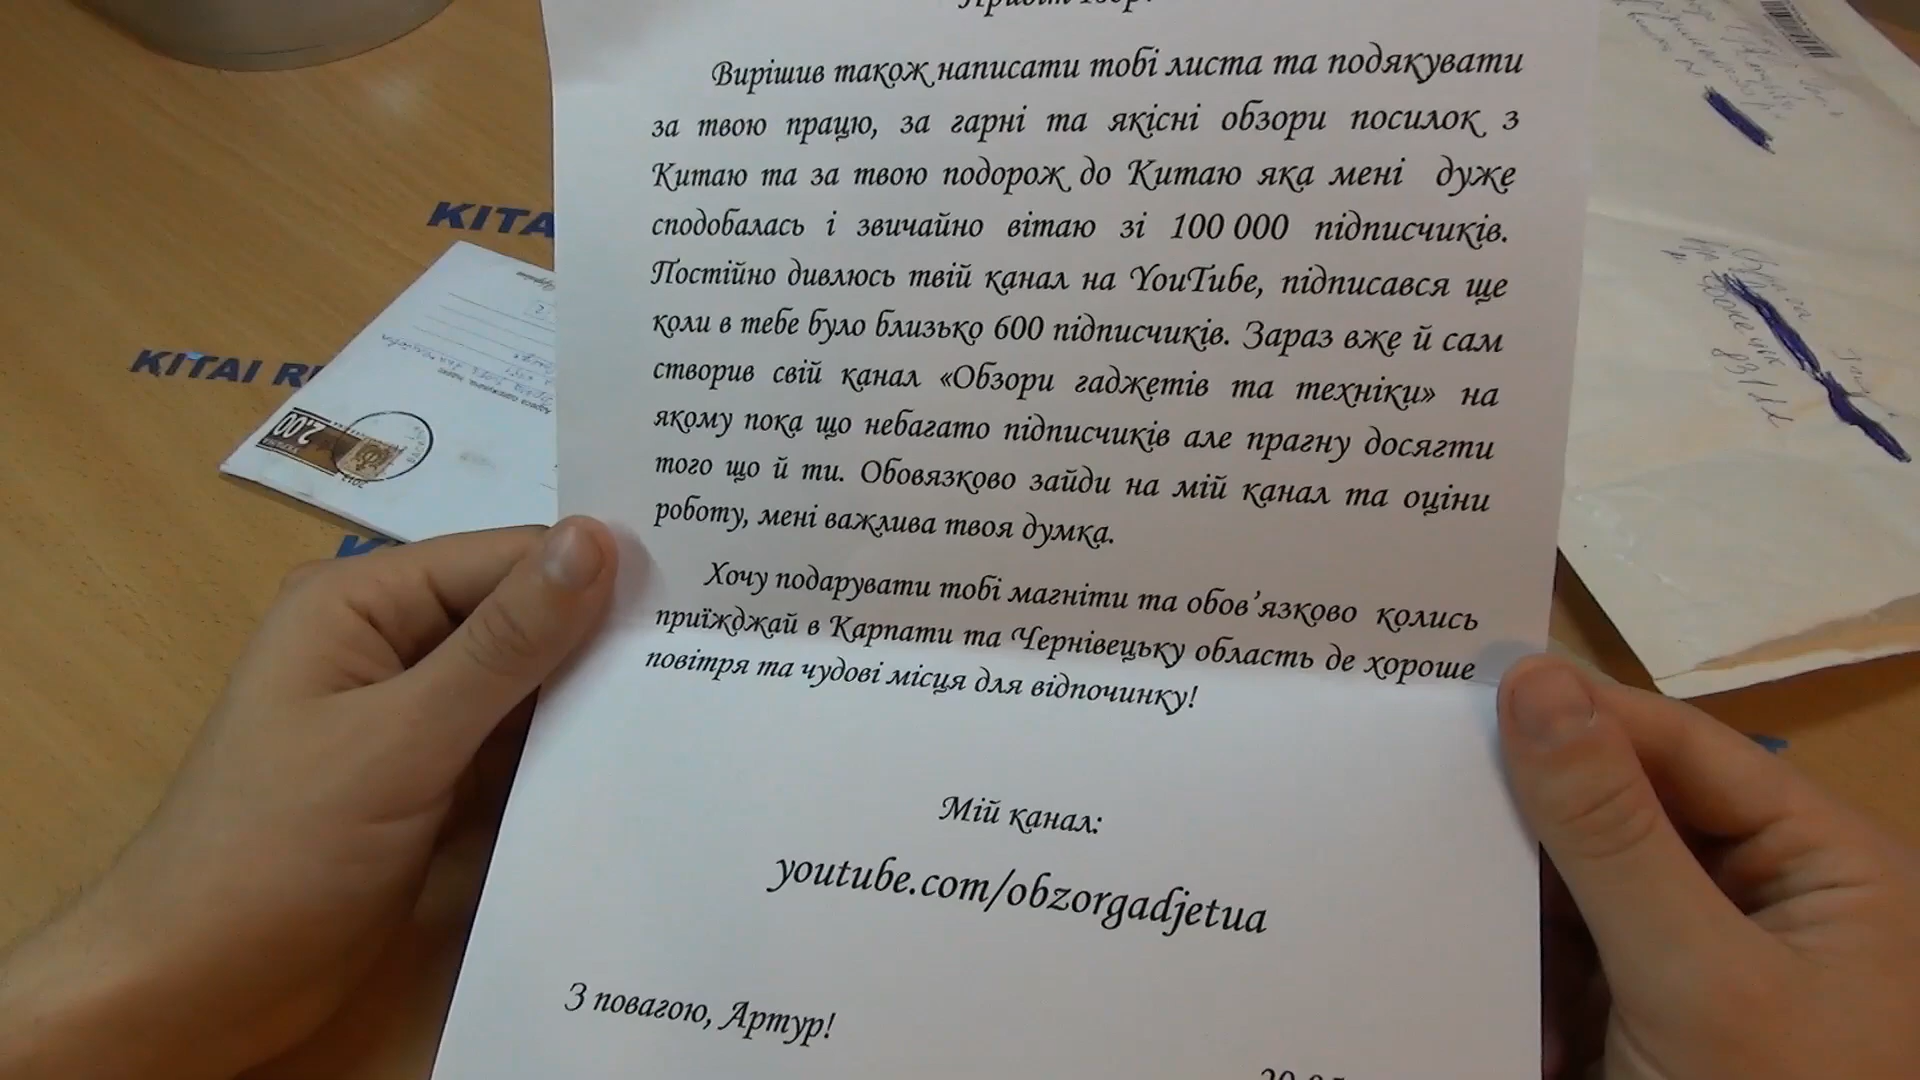 Вирішив також написати тобі листа та подякувати
за твою працю, за гарні та якісні обзори посилок з
Китаю та за твою подорож до Китаю яка мені дуже
сподобалась і звичайно вітаю зі 100 000 підписчиків.
Постійно дивлюсь твій канал на YouTube, підписався ще
коли в тебе було близько 600 підписчиків. Зараз вже й сам
створив свій канал «Обзори гаджетів та техніки» на
якому пока що небагато підписчиків але прагну досягти
того що й ти. Обовязково зайди на мій канал та оціни
роботу, мені важлива твоя думка.
Хочу подарувати тобі магніти та обов’язково колись
приїжджай в Карпати та Чернівецьку область де хороше
повітря та чудові місця для відпочинку!
Мій канал:
youtube.com/obzorgadjetua
З повагою, Артур!
KITA
KITAI R
2,00
2012